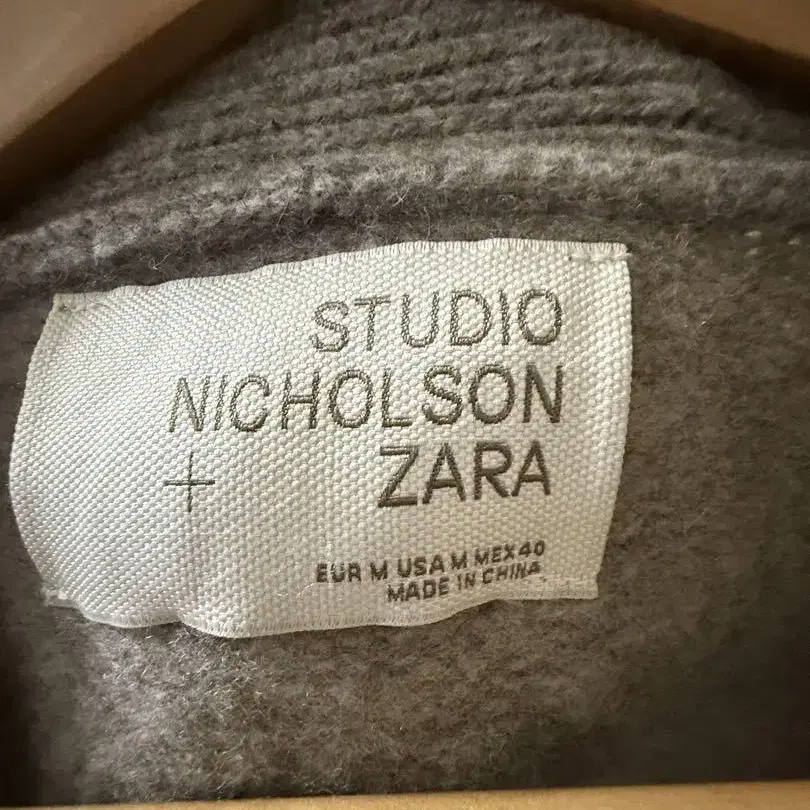 STUDIO
NICHOLSON
+ ZARA
EUR M USA M MEX 40
MADE IN CHINA